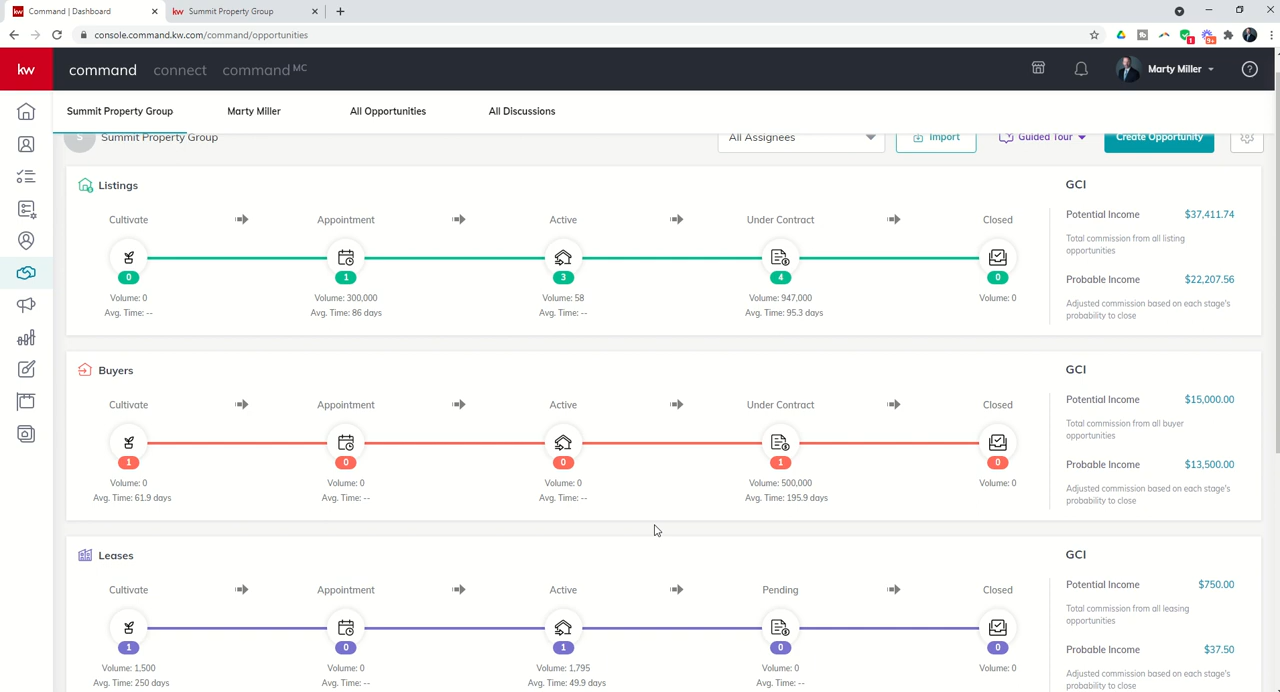 kw Command | Dashboard
kw Summit Property Group
console.command.kw.com/command/opportunities
1
9+
kw
command connect command MC
Marty Miller
Summit Property Group Marty Miller All Opportunities All Discussions
S Summit Property Group All Assignees Import Guided Tour Create Opportunity
Listings
Cultivate Appointment Active Under Contract Closed
0 1 3 4 0
Volume: 0 Volume: 300,000 Volume: 58 Volume: 947,000 Volume: 0
Avg. Time: -- Avg. Time: 86 days Avg. Time: -- Avg. Time: 95.3 days
GCI
Potential Income $37,411.74
Total commission from all listing
opportunities
Probable Income $22,207.56
Adjusted commission based on each stage's
probability to close
Buyers
Cultivate Appointment Active Under Contract Closed
1 0 0 1 0
Volume: 0 Volume: 0 Volume: 0 Volume: 500,000 Volume: 0
Avg. Time: 61.9 days Avg. Time: -- Avg. Time: -- Avg. Time: 195.9 days
GCI
Potential Income $15,000.00
Total commission from all buyer
opportunities
Probable Income $13,500.00
Adjusted commission based on each stage's
probability to close
Leases
Cultivate Appointment Active Pending Closed
1 0 1 0 0
Volume: 1,500 Volume: 0 Volume: 1,795 Volume: 0 Volume: 0
Avg. Time: 250 days Avg. Time: -- Avg. Time: 49.9 days Avg. Time: --
GCI
Potential Income $750.00
Total commission from all leasing
opportunities
Probable Income $37.50
Adjusted commission based on each stage's
probability to close